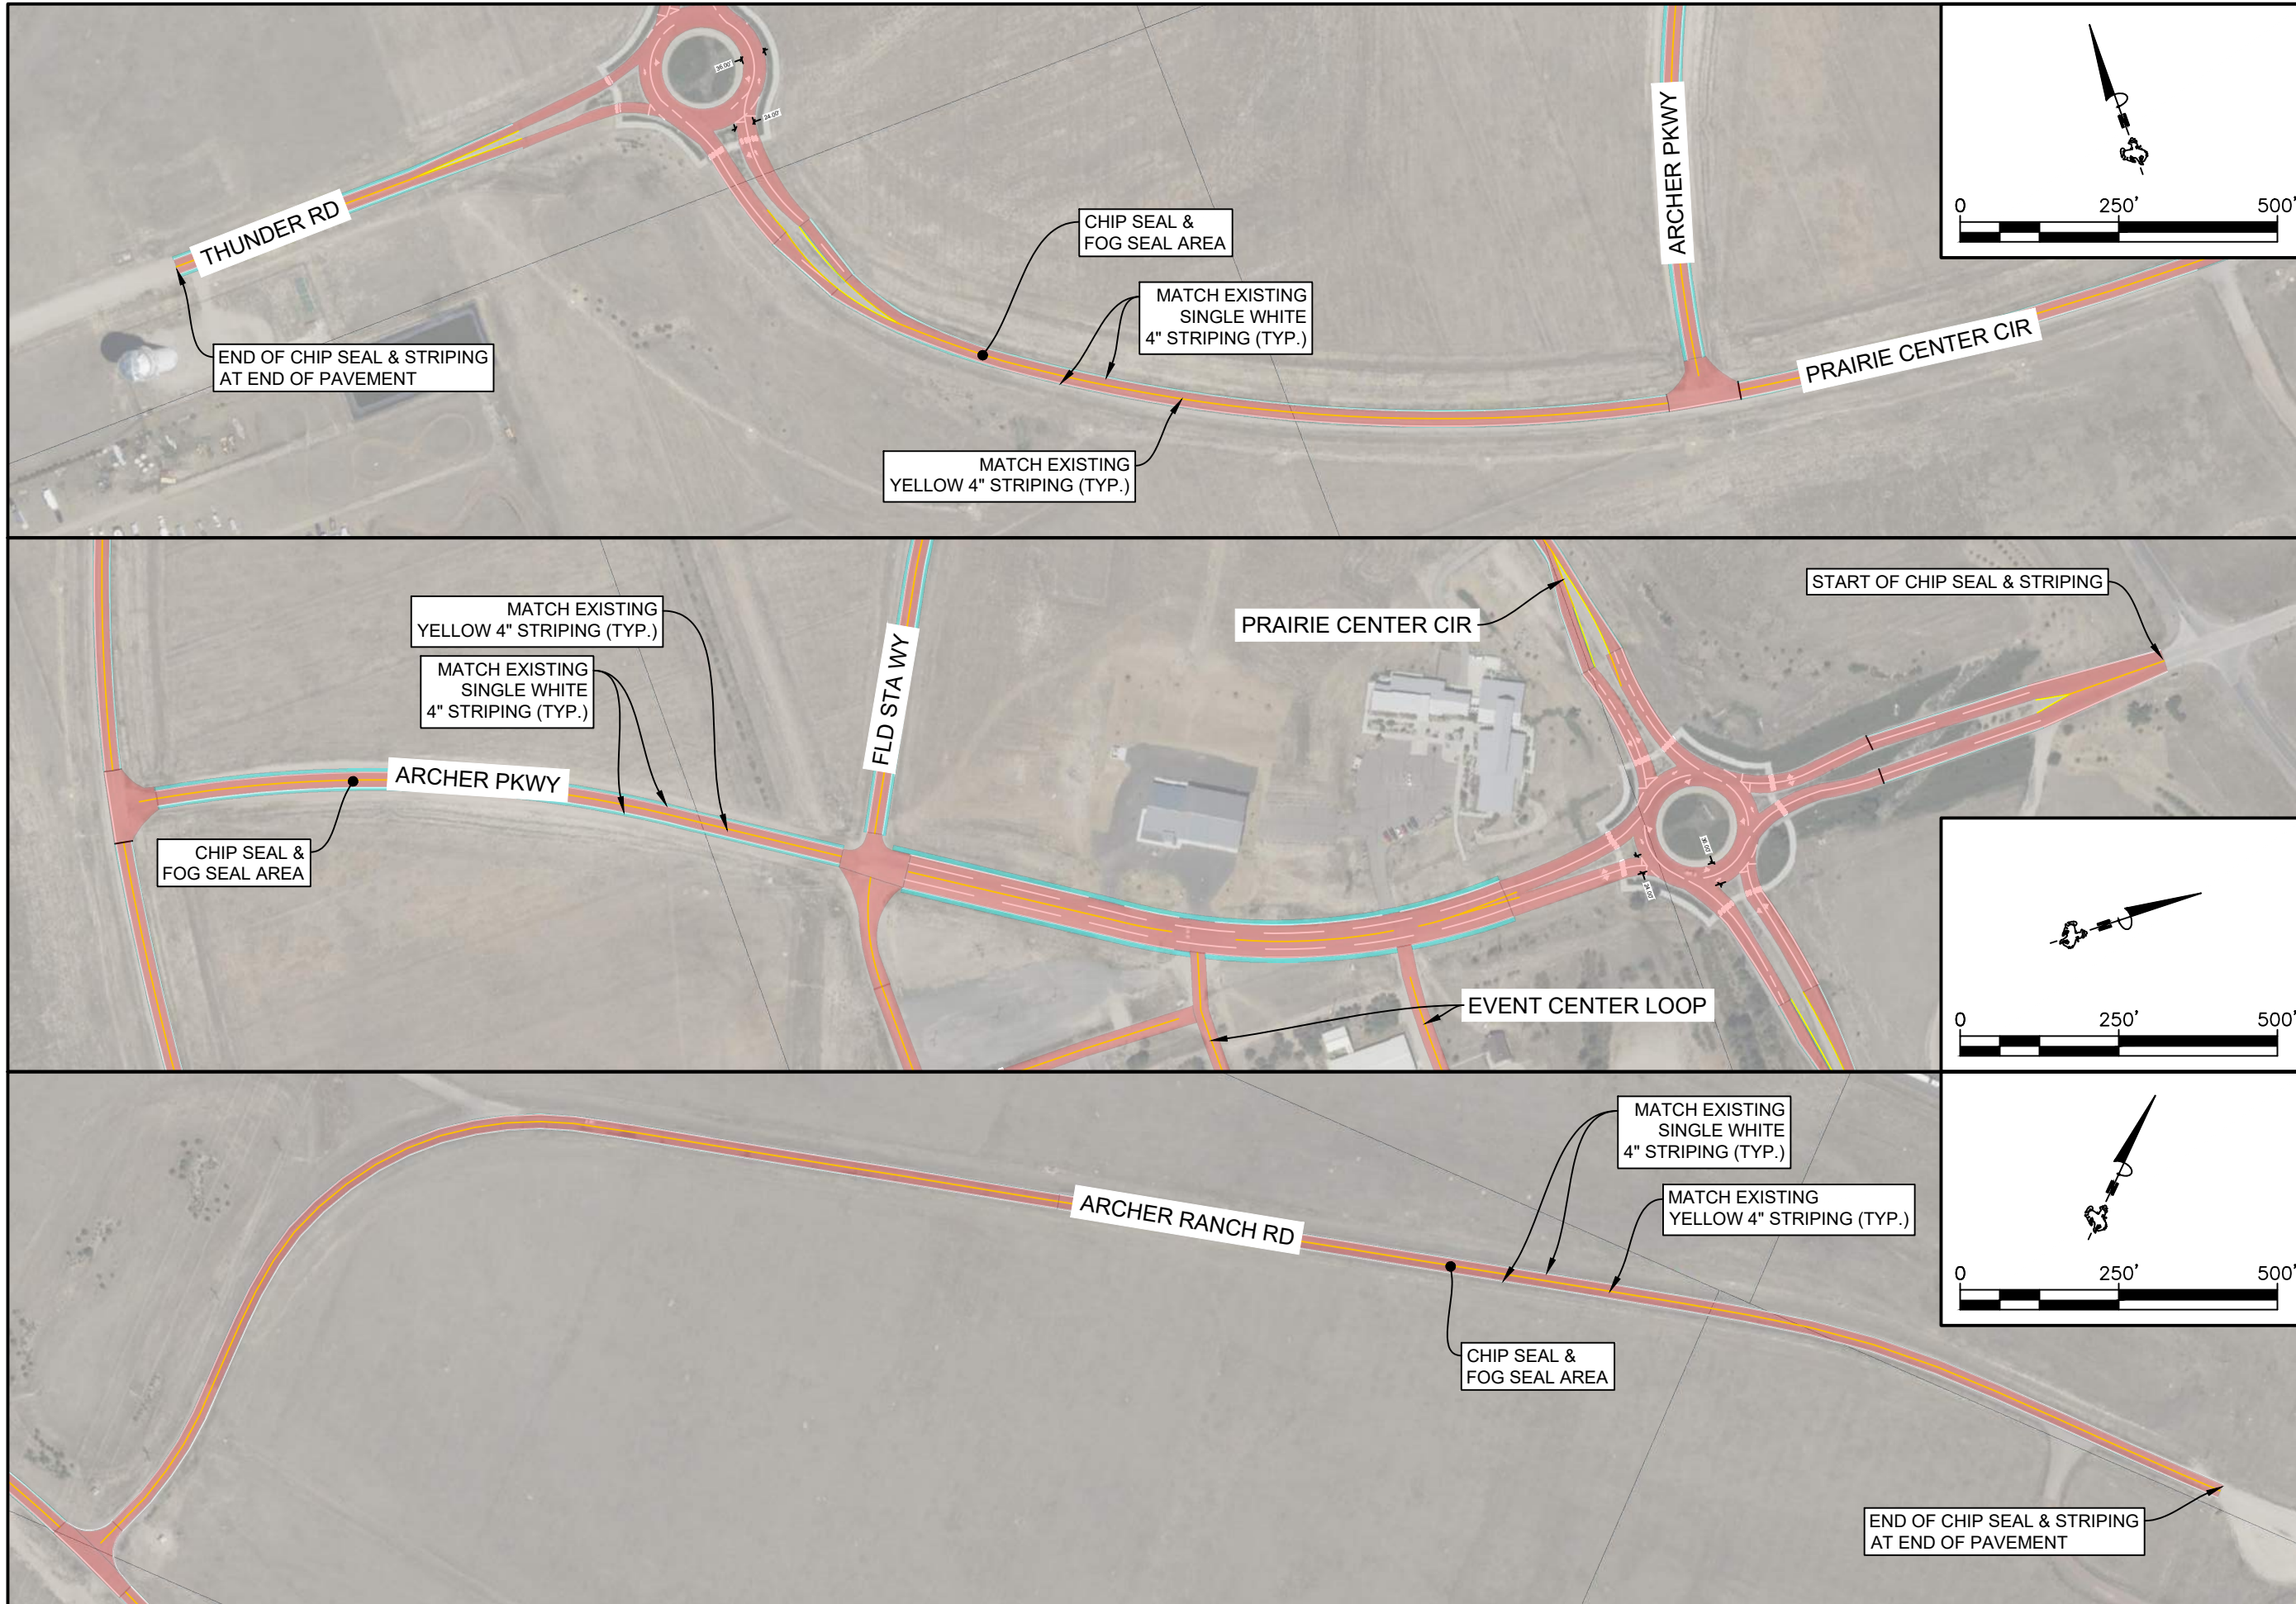 36.00'
24.00'
THUNDER RD
END OF CHIP SEAL & STRIPING
AT END OF PAVEMENT
CHIP SEAL &
FOG SEAL AREA
MATCH EXISTING
SINGLE WHITE
4" STRIPING (TYP.)
MATCH EXISTING
YELLOW 4" STRIPING (TYP.)
ARCHER PKWY
PRAIRIE CENTER CIR
0 250' 500'
MATCH EXISTING
YELLOW 4" STRIPING (TYP.)
MATCH EXISTING
SINGLE WHITE
4" STRIPING (TYP.)
ARCHER PKWY
CHIP SEAL &
FOG SEAL AREA
FLD STA WY
PRAIRIE CENTER CIR
START OF CHIP SEAL & STRIPING
EVENT CENTER LOOP
0 250' 500'
ARCHER RANCH RD
MATCH EXISTING
SINGLE WHITE
4" STRIPING (TYP.)
MATCH EXISTING
YELLOW 4" STRIPING (TYP.)
CHIP SEAL &
FOG SEAL AREA
END OF CHIP SEAL & STRIPING
AT END OF PAVEMENT
0 250' 500'